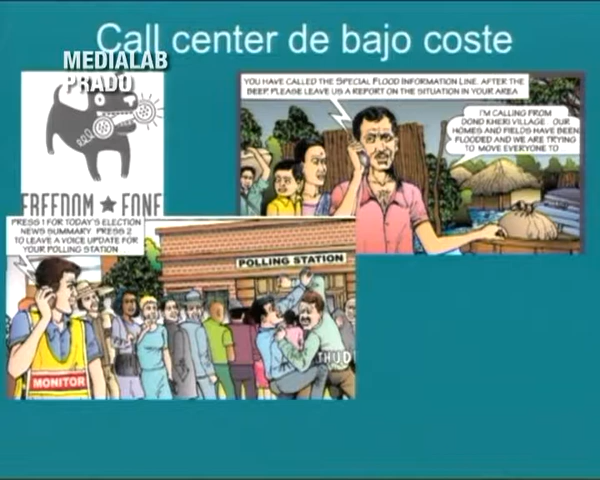 Call center de bajo coste
MEDIALAB
PRADO
FREEDOM ★ FONE
YOU HAVE CALLED THE SPECIAL FLOOD INFORMATION LINE. AFTER THE
BEEP PLEASE LEAVE US A REPORT ON THE SITUATION IN YOUR AREA
I'M CALLING FROM
DOND KHERI VILLAGE OUR
HOMES AND FIELDS HAVE BEEN
FLOODED AND WE ARE TRYING
TO MOVE EVERYONE TO
PRESS 1 FOR TODAY'S ELECTION
NEWS SUMMARY PRESS 2
TO LEAVE A VOICE UPDATE FOR
YOUR POLLING STATION
POLLING STATION
THUD
MONITOR